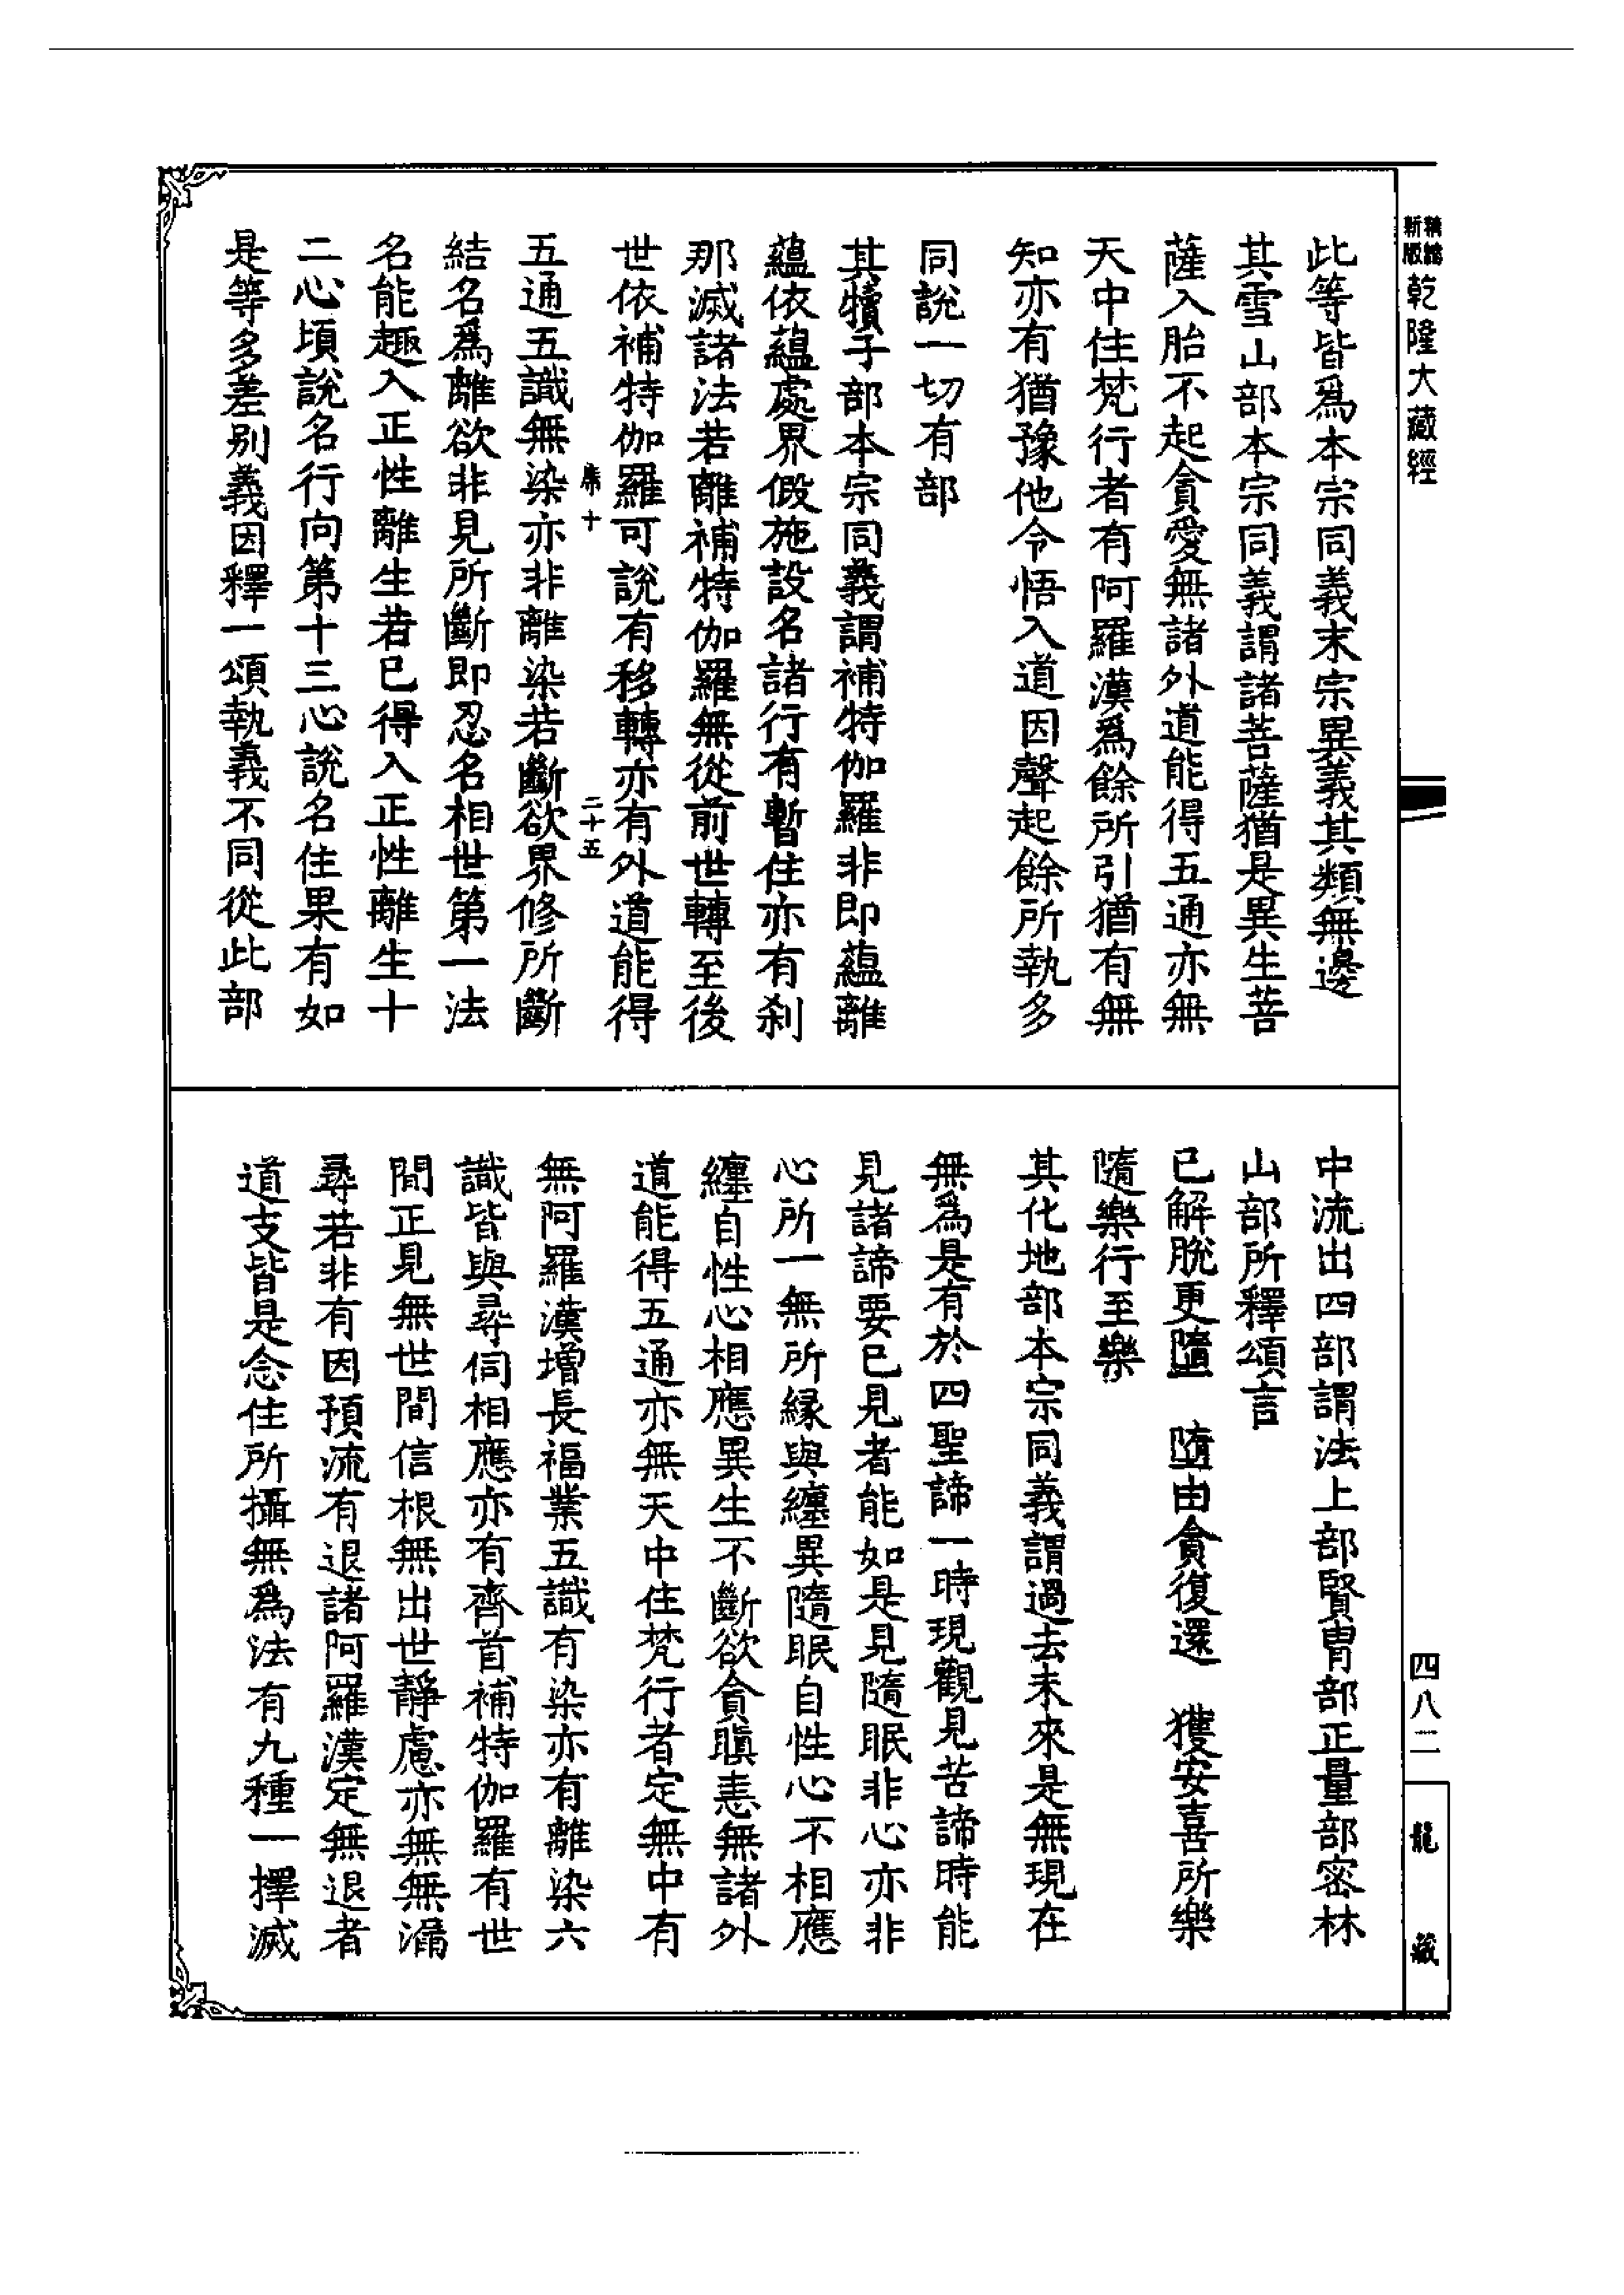 新編
縮版
乾隆大藏經
此等皆爲本宗同義末宗異義其類無邊
其雪山部本宗同義謂諸菩薩猶是異生菩
薩入胎不起貪愛無諸外道能得五通亦無
天中住梵行者有阿羅漢爲餘所引猶有無
知亦有猶豫他令悟入道因聲起餘所執多
同說一切有部
其犢子部本宗同義謂補特伽羅非即蘊離
蘊依蘊處界假施設名諸行有暫住亦有刹
那滅諸法若離補特伽羅無從前世轉至後
世依補特伽羅可說有移轉亦有外道能得
二十五
五通五識無染亦非離染若斷欲界修所斷
結名爲離欲非見所斷即忍名相世第一法
名能趣入正性離生若已得入正性離生十
二心頃說名行向第十三心說名住果有如
是等多差別義因釋一頌執義不同從此部
中流出四部謂法上部賢冑部正量部密林
山部所釋頌言
已解脫更墮 墮由貪復還 獲安喜所樂
隨樂行至樂
其化地部本宗同義謂過去未來是無現在
無爲是有於四聖諦一時現觀見苦諦時能
見諸諦要已見者能如是見隨眠非心亦非
心所一無所緣與纏異隨眠自性心不相應
纏自性心相應異生不斷欲貪瞋恚無諸外
道能得五通亦無天中住梵行者定無中有
無阿羅漢增長福業五識有染亦有離染六
識皆與尋伺相應亦有齊首補特伽羅有世
間正見無世間信根無出世靜慮亦無無漏
尋若非有因預流有退諸阿羅漢定無退者
道支皆是念住所攝無爲法有九種一擇滅
四八二
龍藏